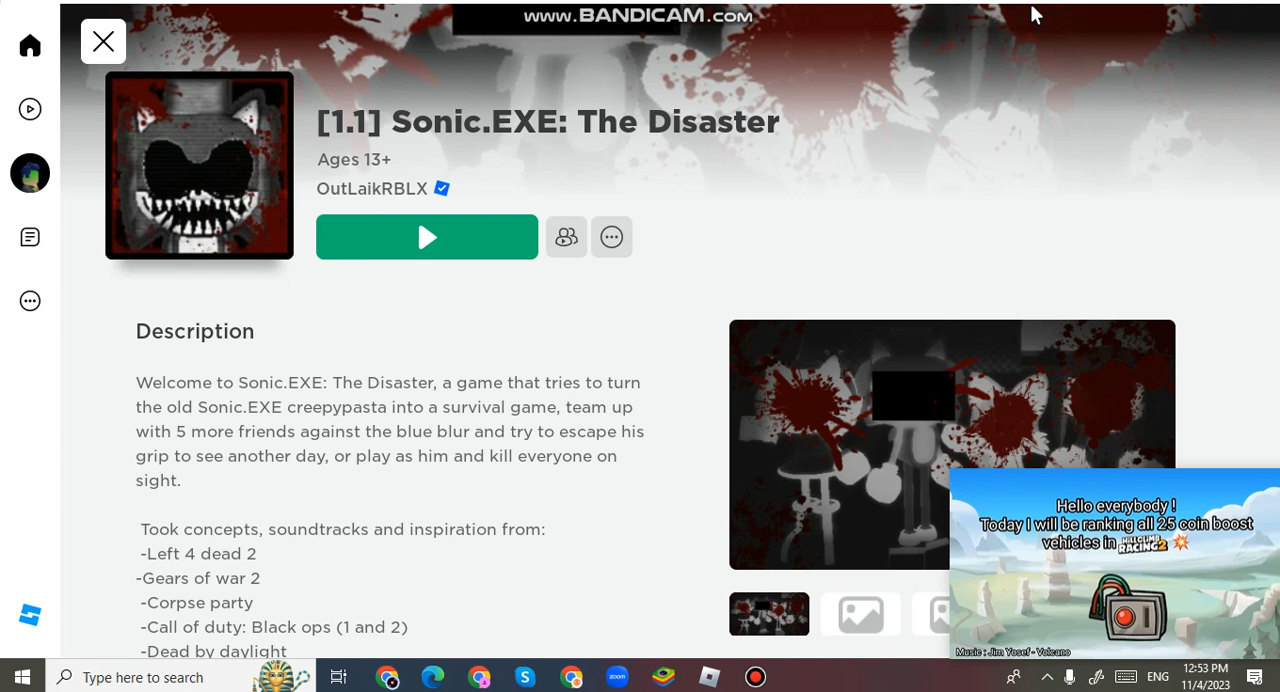 www.BANDICAM.com
[1.1] Sonic.EXE: The Disaster
Ages 13+
OutLaikRBLX
Description
Welcome to Sonic.EXE: The Disaster, a game that tries to turn
the old Sonic.EXE creepypasta into a survival game, team up
with 5 more friends against the blue blur and try to escape his
grip to see another day, or play as him and kill everyone on
sight.
Took concepts, soundtracks and inspiration from:
-Left 4 dead 2
-Gears of war 2
-Corpse party
-Call of duty: Black ops (1 and 2)
-Dead by daylight
Hello everybody !
Today I will be ranking all 25 coin boost
vehicles in HILL CLIMB RACING 2
Music : Jim Yosef - Volcano
Type here to search
zoom
ENG
12:53 PM
11/4/2023